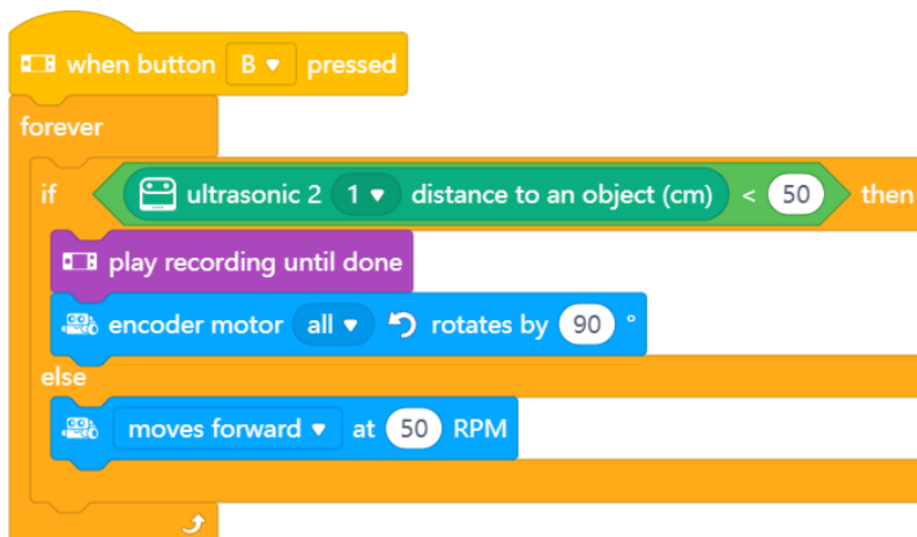 when button B pressed
forever
if ultrasonic 2 1 distance to an object (cm) < 50 then
play recording until done
encoder motor all rotates by 90 °
else
moves forward at 50 RPM